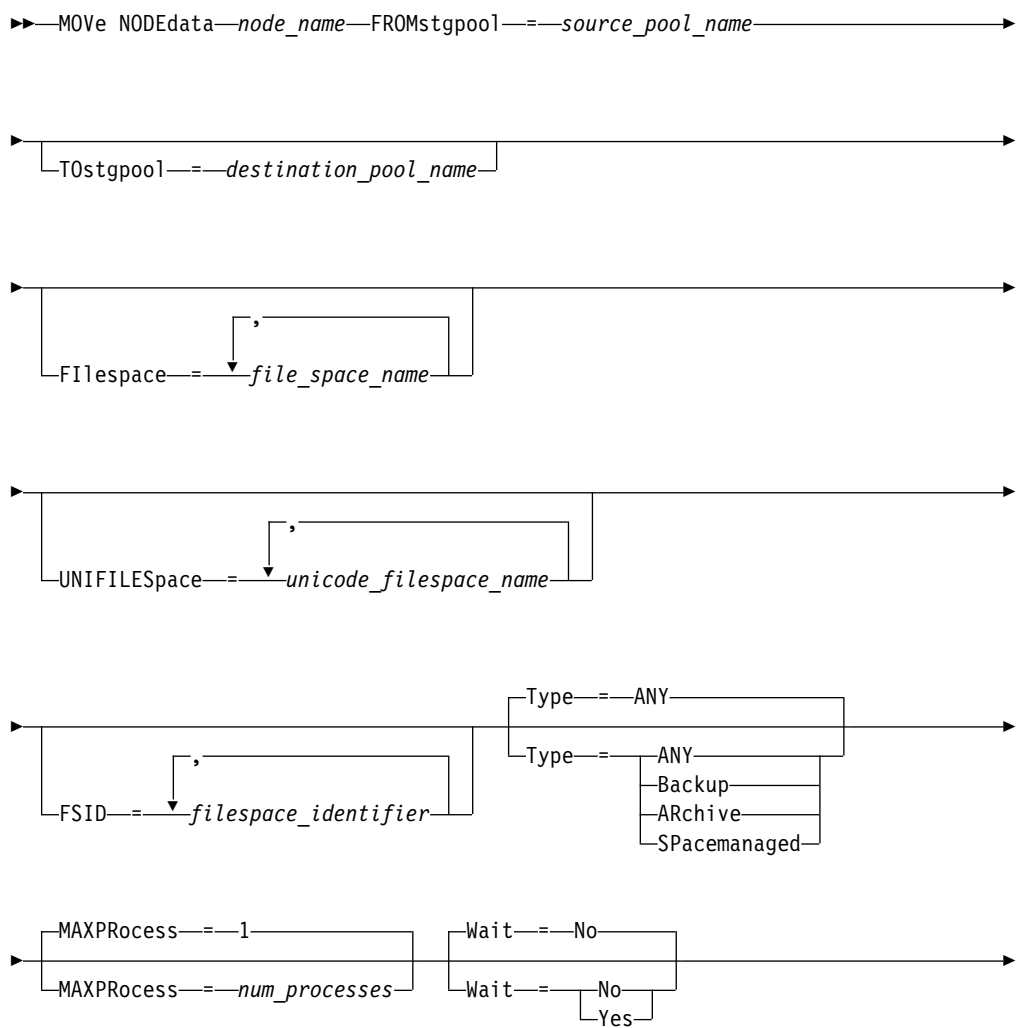 MOVe NODEdata node_name FROMstgpool = source_pool_name
TOstgpool = destination_pool_name
,
FIlespace = file_space_name
,
UNIFILESpace = unicode_filespace_name
Type = ANY
,
Type = ANY
Backup
FSID = filespace_identifier
ARchive
SPacemanaged
MAXPRocess = 1 Wait = No
MAXPRocess = num_processes Wait = No
Yes